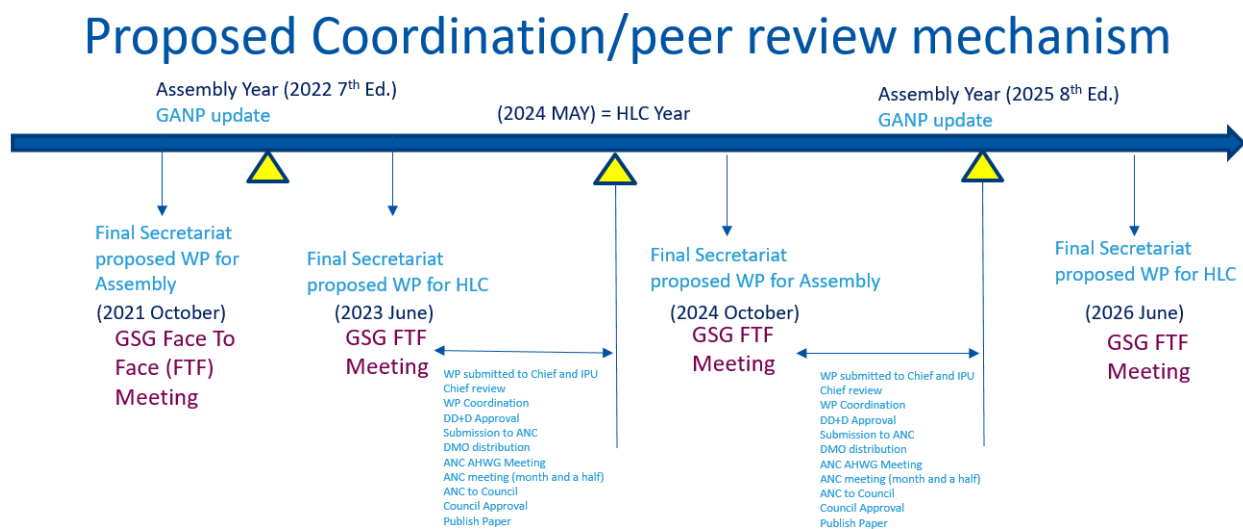 Proposed Coordination/peer review mechanism
Assembly Year (2022 7th Ed.)
GANP update
(2024 MAY) = HLC Year
Assembly Year (2025 8th Ed.)
GANP update
Final Secretariat
proposed WP for
Assembly
(2021 October)
GSG Face To
Face (FTF)
Meeting
Final Secretariat
proposed WP for HLC
(2023 June)
GSG FTF
Meeting
WP submitted to Chief and IPU
Chief review
WP Coordination
DD+D Approval
Submission to ANC
DMO distribution
ANC AHWG Meeting
ANC meeting (month and a half)
ANC to Council
Council Approval
Publish Paper
Final Secretariat
proposed WP for Assembly
(2024 October)
GSG FTF
Meeting
WP submitted to Chief and IPU
Chief review
WP Coordination
DD+D Approval
Submission to ANC
DMO distribution
ANC AHWG Meeting
ANC meeting (month and a half)
ANC to Council
Council Approval
Publish Paper
Final Secretariat
proposed WP for HLC
(2026 June)
GSG FTF
Meeting